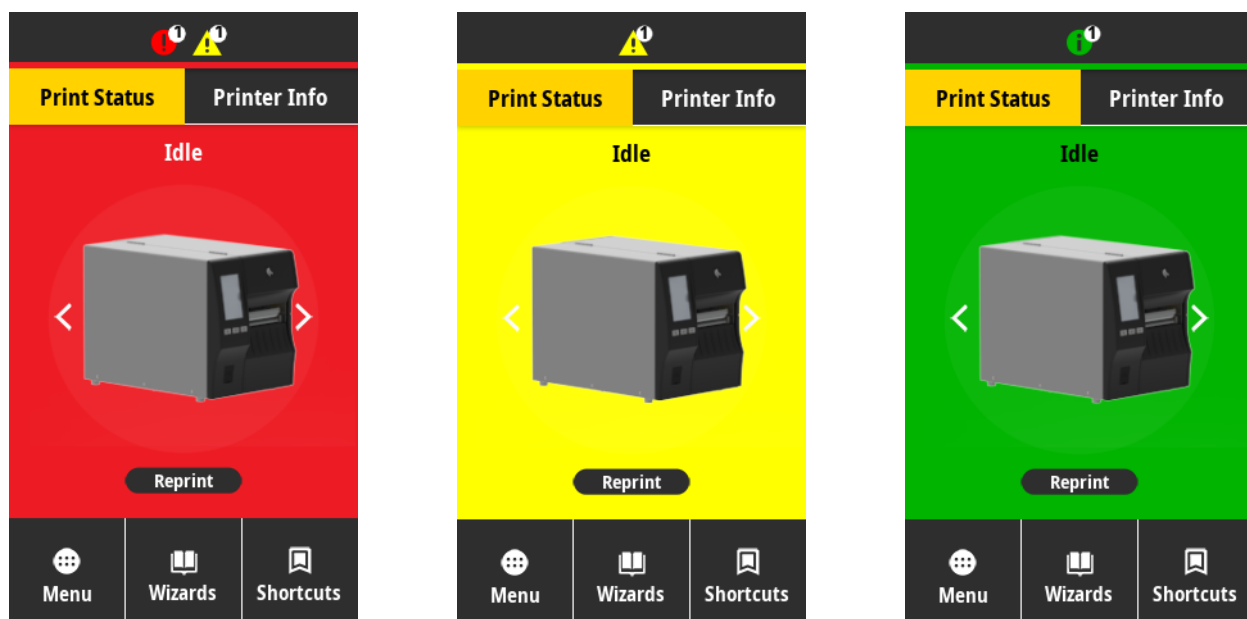 ! 1 ! 1
Print Status Printer Info
Idle
Reprint
Menu Wizards Shortcuts
! 1
Print Status Printer Info
Idle
Reprint
Menu Wizards Shortcuts
i 1
Print Status Printer Info
Idle
Reprint
Menu Wizards Shortcuts